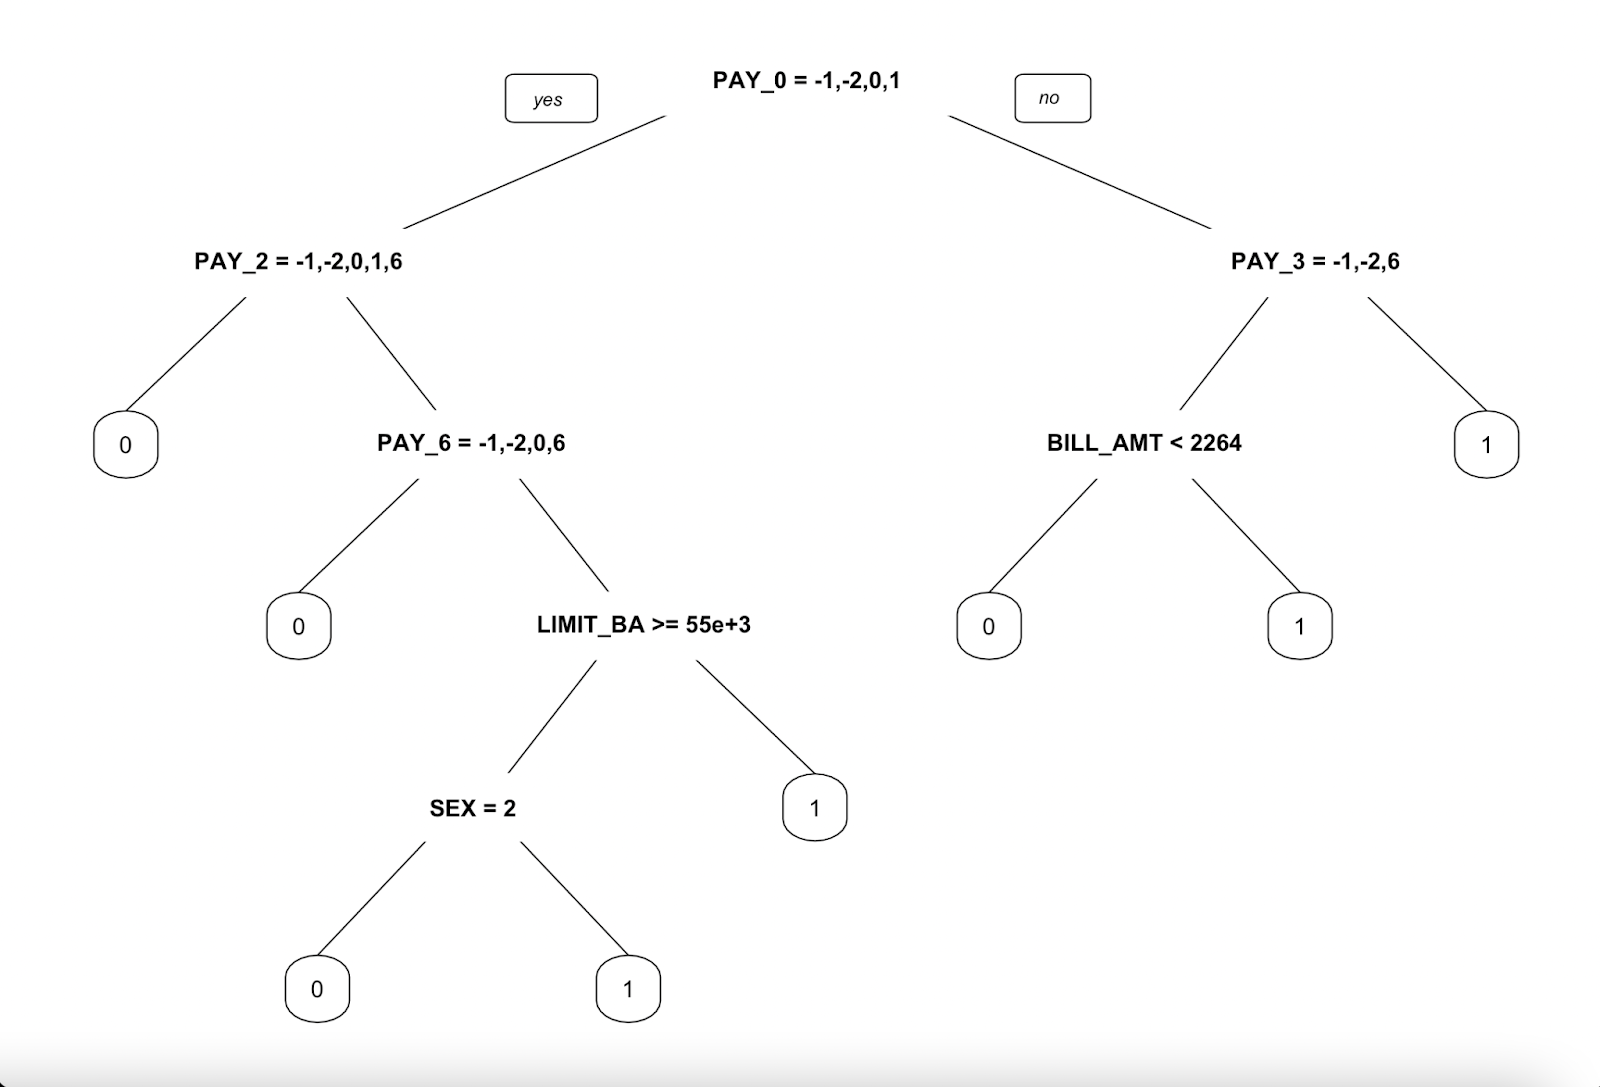 PAY_0 = -1,-2,0,1
yes
no
PAY_2 = -1,-2,0,1,6
PAY_3 = -1,-2,6
0
PAY_6 = -1,-2,0,6
BILL_AMT < 2264
1
0
LIMIT_BA >= 55e+3
0
1
SEX = 2
1
0
1